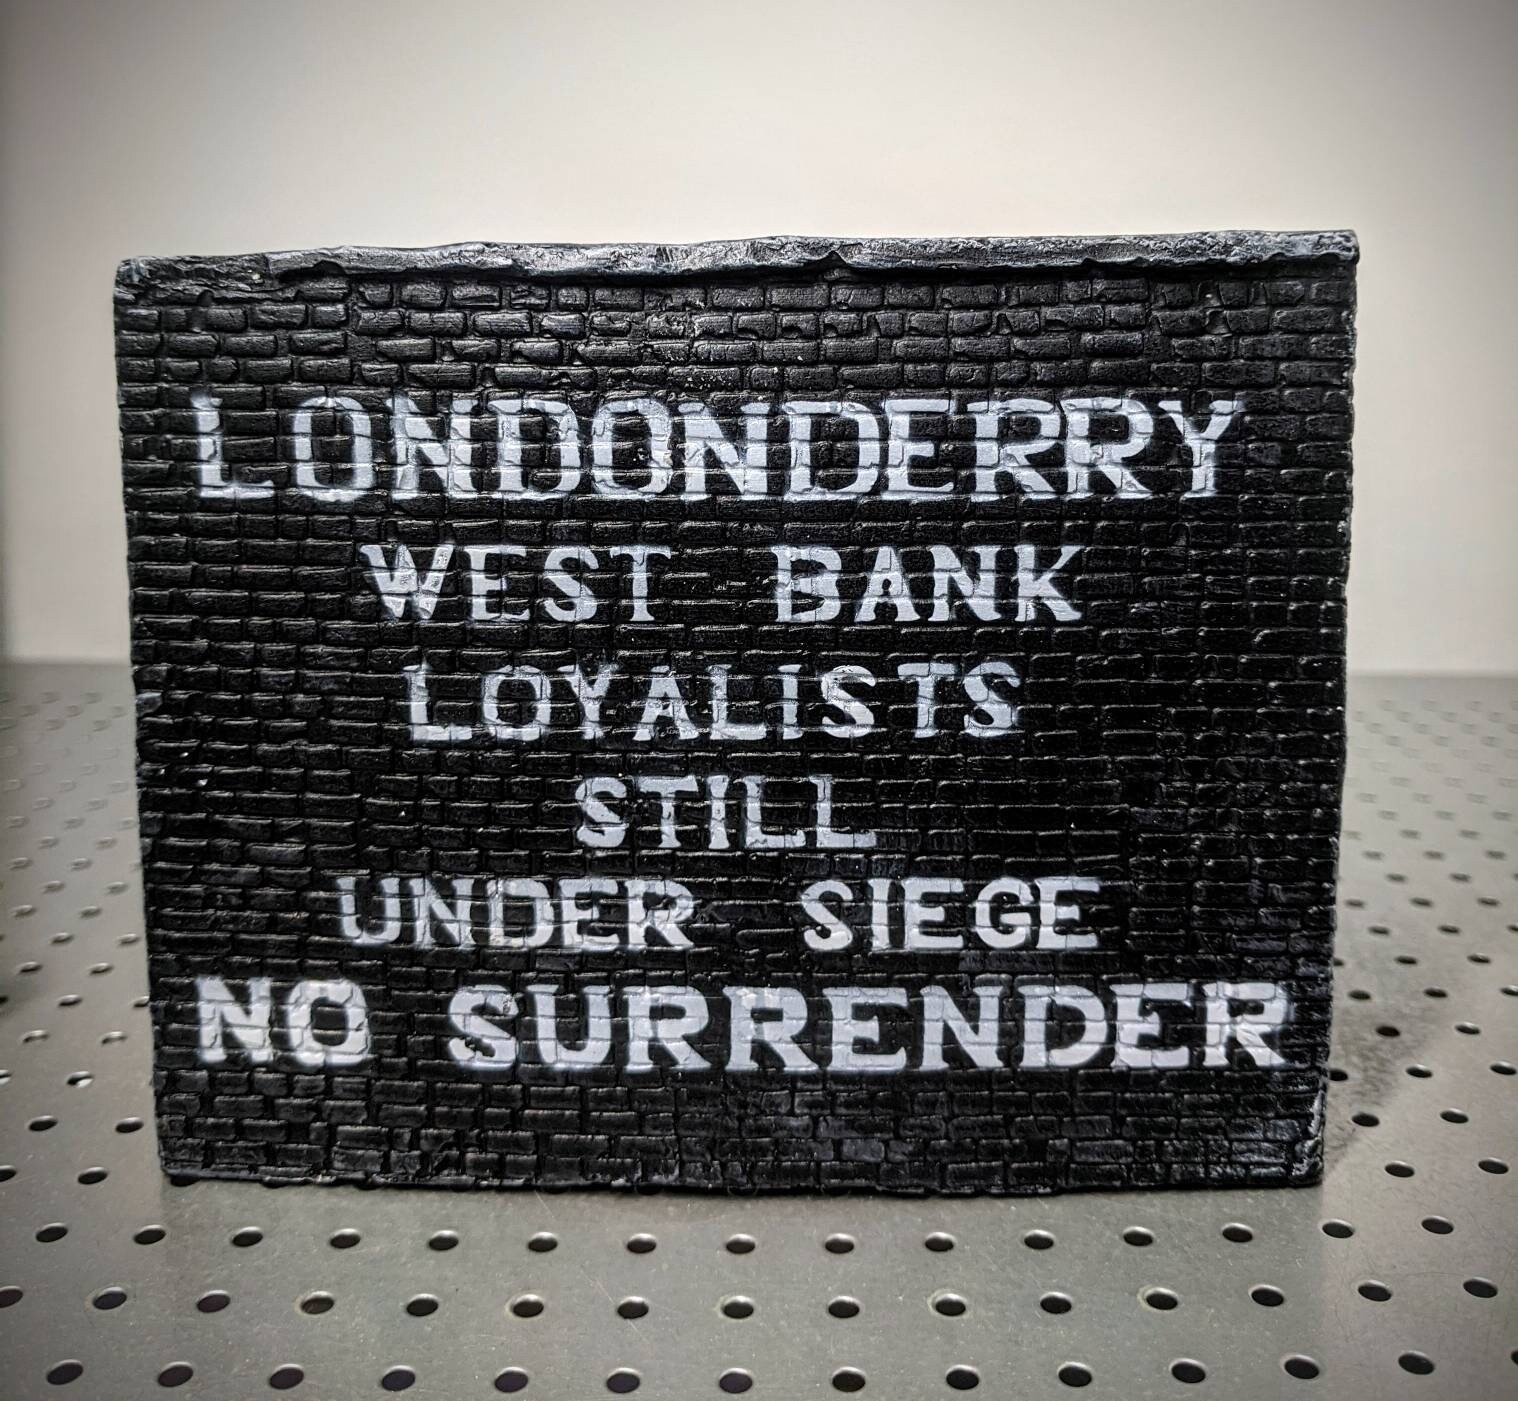 LONDONDERRY
WEST BANK
LOYALISTS
STILL
UNDER SIEGE
NO SURRENDER